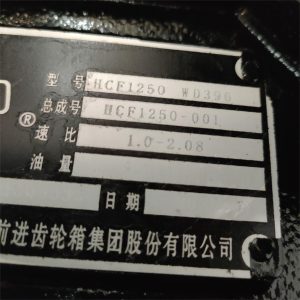 型号 HCF1250 W0396
总成号 HCF1250-001
® 速比 1.0-2.08
油量
日期
前进齿轮箱集团股份有限公司